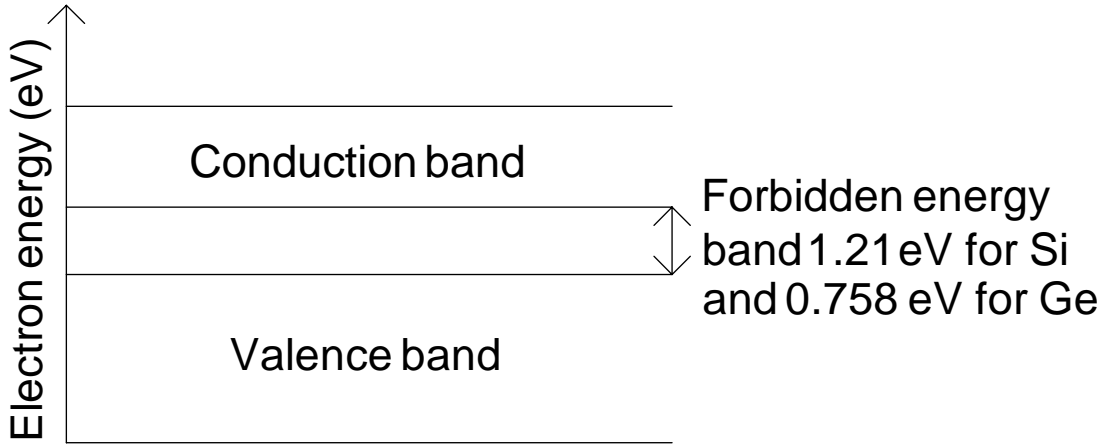 Electron energy (eV)
Conduction band
Forbidden energy
band 1.21 eV for Si
and 0.758 eV for Ge
Valence band